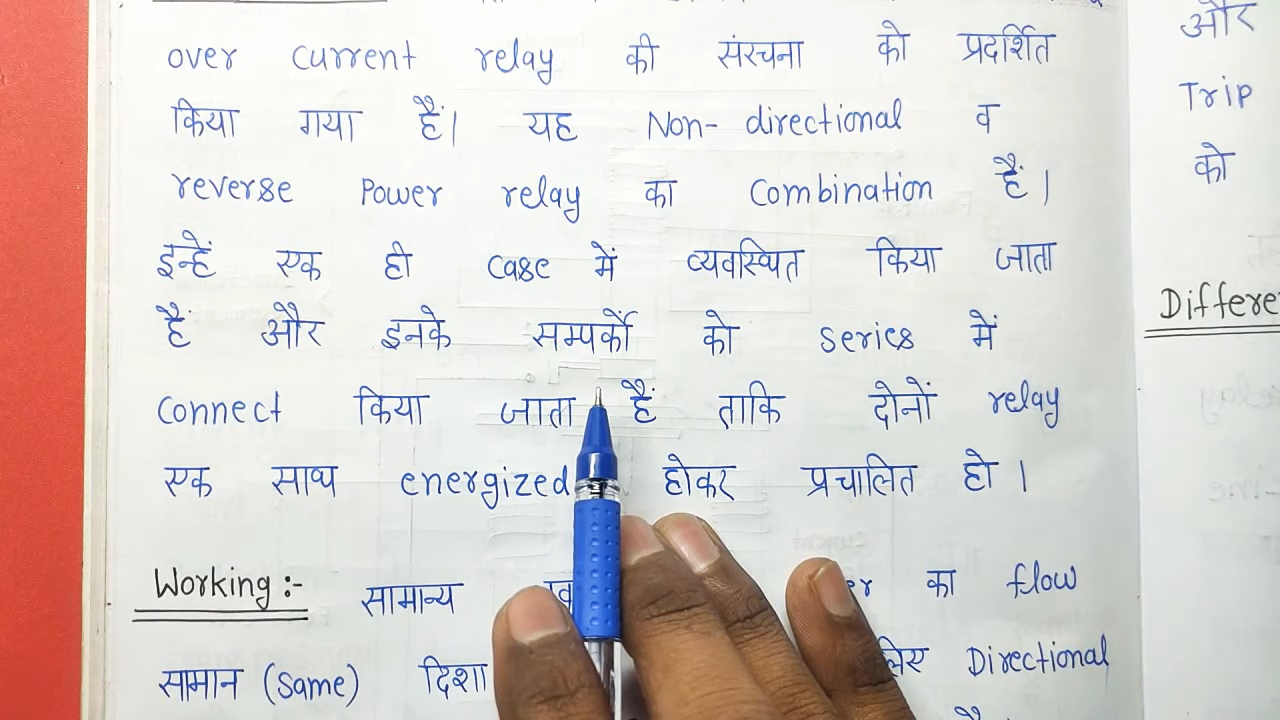 over current relay की संरचना को प्रदर्शित
किया गया हैं। यह Non-directional व
reverse Power relay का Combination हैं।
इन्हें एक ही case में व्यवस्थित किया जाता
हैं और इनके सम्पर्कों को series में
connect किया जाता हैं ताकि दोनों relay
एक साथ energized होकर प्रचालित हो।
Working :- सामान्य का flow
सामान (same) दिशा Directional
और
Trip
को